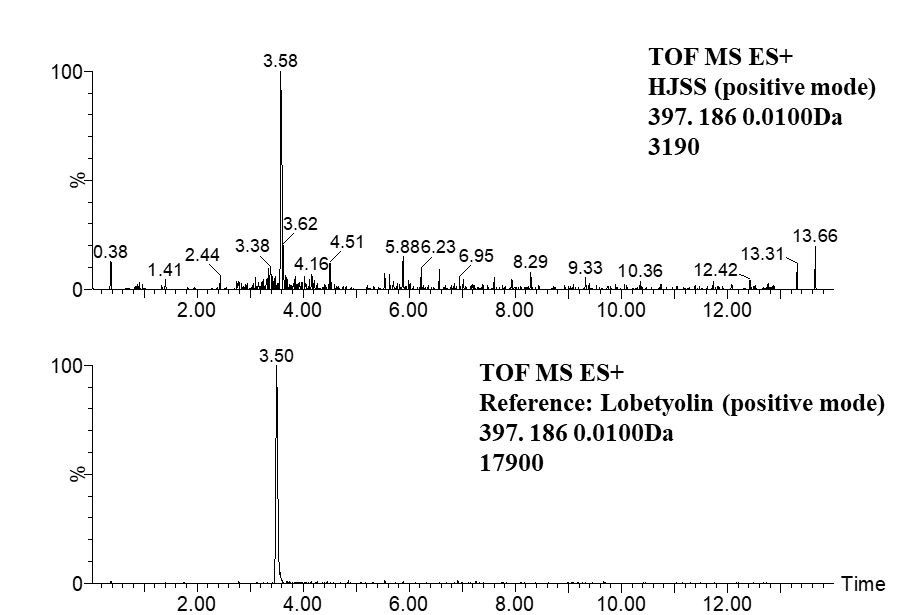 TOF MS ES+
HJSS (positive mode)
397. 186 0.0100Da
3190
100
%
0
3.58
3.62
0.38
1.41
2.44
3.38
4.16
4.51
5.88
6.23
6.95
8.29
9.33
10.36
12.42
13.31
13.66
2.00 4.00 6.00 8.00 10.00 12.00
TOF MS ES+
Reference: Lobetyolin (positive mode)
397. 186 0.0100Da
17900
100
%
0
3.50
Time
2.00 4.00 6.00 8.00 10.00 12.00